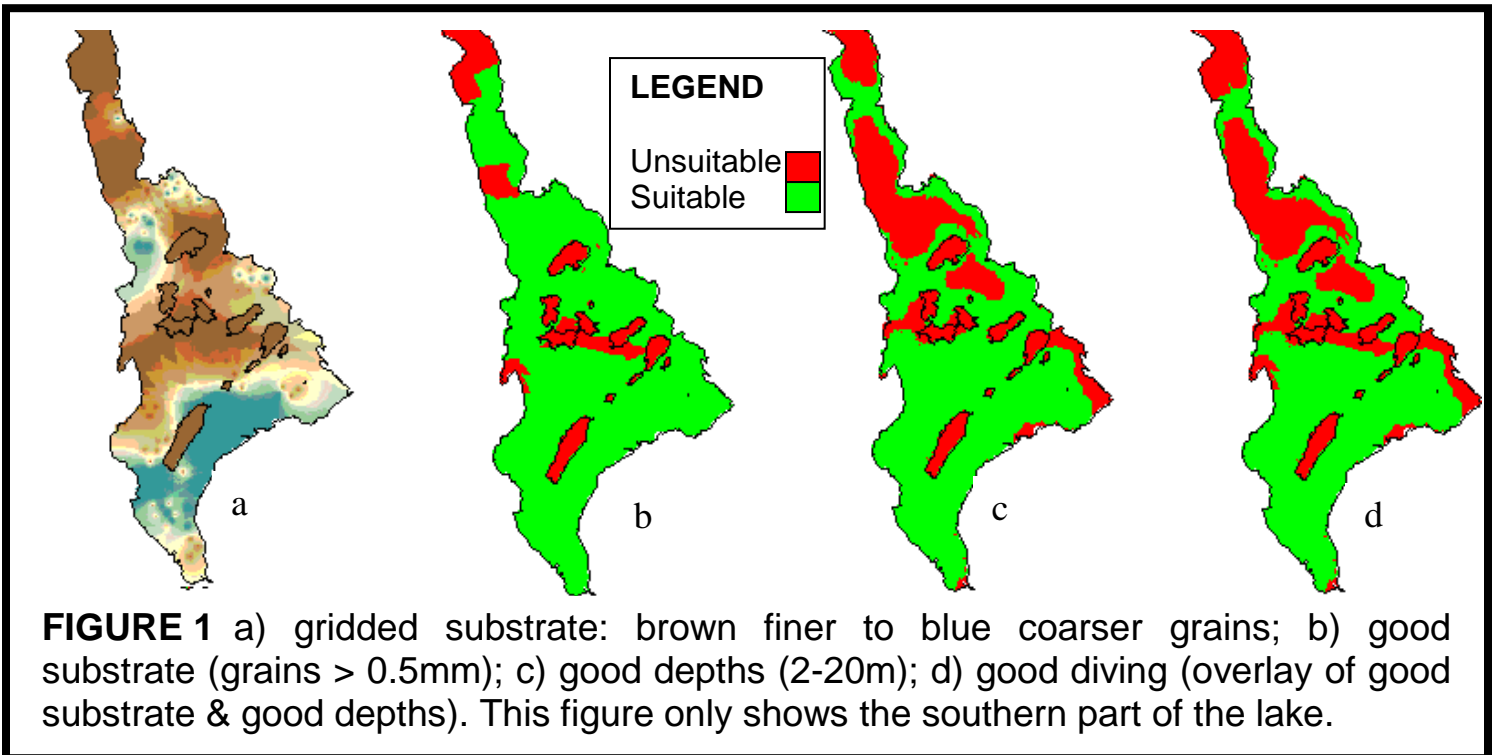 LEGEND
Unsuitable
Suitable
a
b
c
d
FIGURE 1 a) gridded substrate: brown finer to blue coarser grains; b) good
substrate (grains > 0.5mm); c) good depths (2-20m); d) good diving (overlay of good
substrate & good depths). This figure only shows the southern part of the lake.